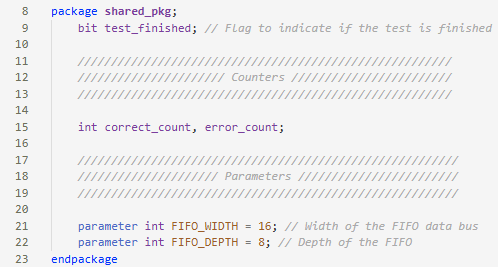 8 package shared_pkg;
9 bit test_finished; // Flag to indicate if the test is finished
10
11 ////////////////////////////////////////////////////////
12 ////////////////////// Counters ////////////////////////
13 ////////////////////////////////////////////////////////
14
15 int correct_count, error_count;
16
17 /////////////////////////////////////////////////////////
18 ///////////////////// Parameters ////////////////////////
19 /////////////////////////////////////////////////////////
20
21 parameter int FIFO_WIDTH = 16; // Width of the FIFO data bus
22 parameter int FIFO_DEPTH = 8; // Depth of the FIFO
23 endpackage